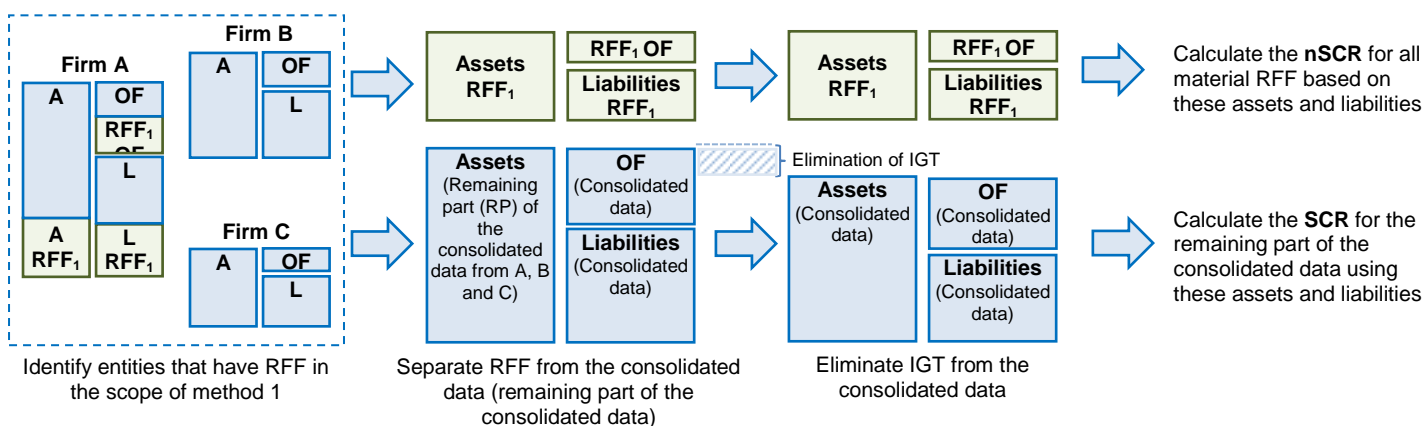 Firm A
A
OF
RFF₁
OF
L
A
RFF₁
L
RFF₁
Firm B
A
OF
L
Firm C
A
OF
L
Identify entities that have RFF in
the scope of method 1
Assets
RFF₁
RFF₁ OF
Liabilities
RFF₁
Assets
(Remaining
part (RP) of
the
consolidated
data from A, B
and C)
OF
(Consolidated
data)
Liabilities
(Consolidated
data)
Separate RFF from the consolidated
data (remaining part of the
consolidated data)
Elimination of IGT
Assets
RFF₁
RFF₁ OF
Liabilities
RFF₁
Assets
(Consolidated
data)
OF
(Consolidated
data)
Liabilities
(Consolidated
data)
Eliminate IGT from the
consolidated data
Calculate the nSCR for all
material RFF based on
these assets and liabilities
Calculate the SCR for the
remaining part of the
consolidated data using
these assets and liabilities